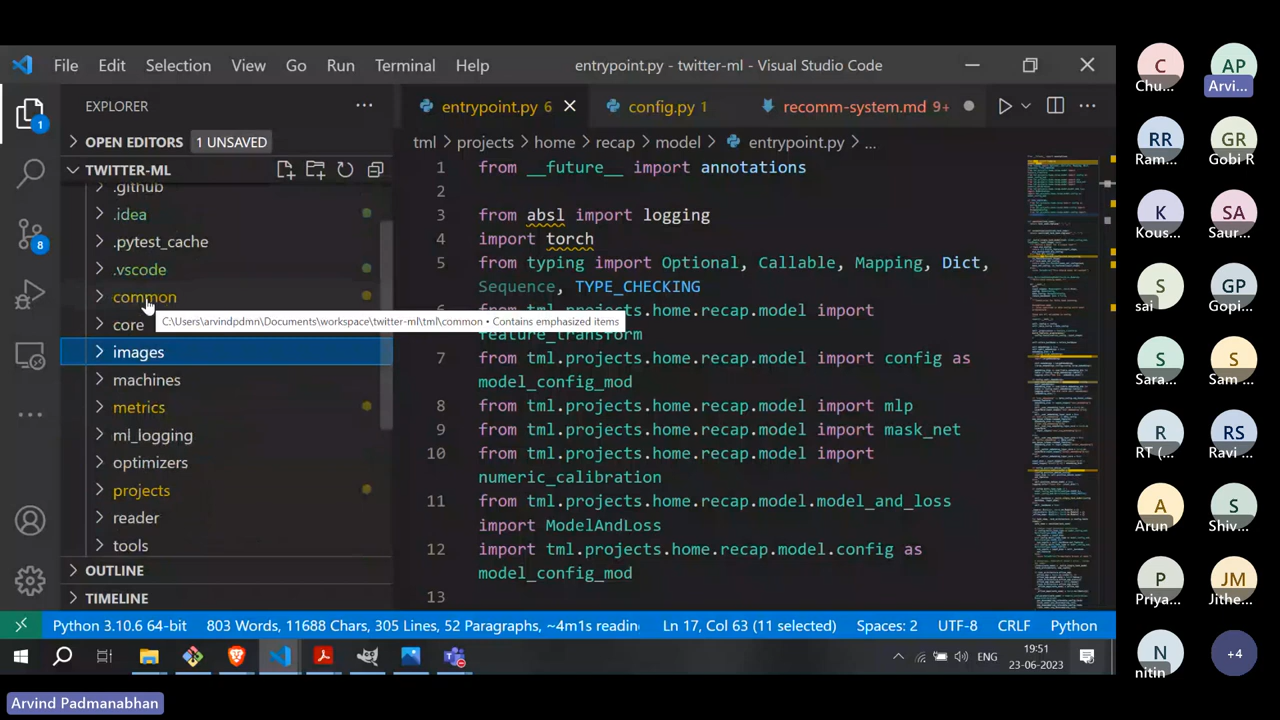 File Edit Selection View Go Run Terminal Help
entrypoint.py - twitter-ml - Visual Studio Code
EXPLORER
OPEN EDITORS 1 UNSAVED
TWITTER-ML
.github
.idea
.pytest_cache
.vscode
common
C:\Users\arvindpdmn\Documents\workspace\twitter-ml\tml\common • Contains emphasized items
core
images
machines
metrics
ml_logging
optimizers
projects
reader
tools
OUTLINE
TIMELINE
1
8
entrypoint.py 6
config.py 1
recomm-system.md 9+
tml > projects > home > recap > model > entrypoint.py > ...
1 from __future__ import annotations
2
3 from absl import logging
4 import torch
5 from typing import Optional, Callable, Mapping, Dict,
Sequence, TYPE_CHECKING
tml.projects.home.recap.model import
feature_transform
7 from tml.projects.home.recap.model import config as
model_config_mod
8 from tml.projects.home.recap.model import mlp
9 from tml.projects.home.recap.model import mask_net
10 from tml.projects.home.recap.model import
numeric_calibration
11 from tml.projects.home.recap.model.model_and_loss
import ModelAndLoss
12 import tml.projects.home.recap.model.config as
model_config_mod
13
Python 3.10.6 64-bit 803 Words, 11688 Chars, 305 Lines, 52 Paragraphs, ~4m1s readin Ln 17, Col 63 (11 selected) Spaces: 2 UTF-8 CRLF Python
ENG
19:51
23-06-2023
Arvind Padmanabhan
C
Chu...
AP
Arvi...
RR
Ram...
GR
Gobi R
K
Kous...
SA
Saur...
S
sai
GP
Gopi...
S
Sara...
S
Sam ...
R
RT (...
RS
Ravi...
A
Arun
S
Shiv...
P
Priya...
JM
Jithe...
N
nitin
+4